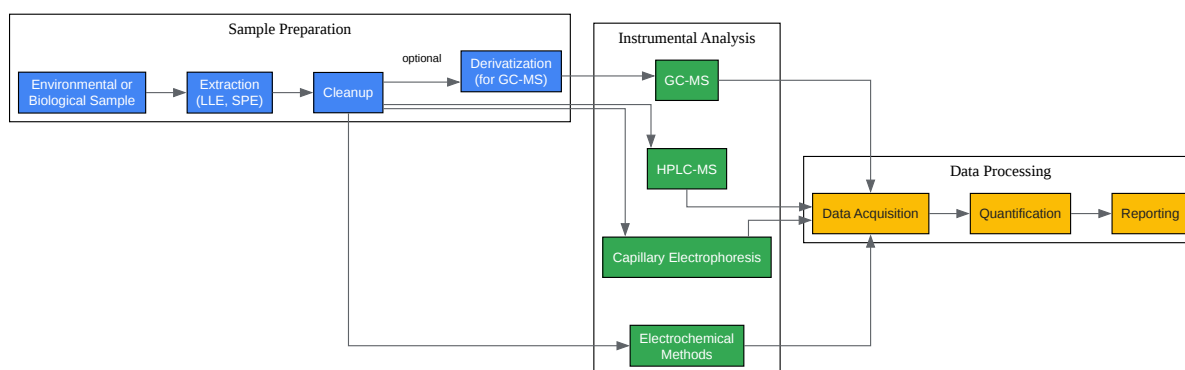 Sample Preparation
Environmental or
Biological Sample
Extraction
(LLE, SPE)
Cleanup
optional
Derivatization
(for GC-MS)
Instrumental Analysis
GC-MS
HPLC-MS
Capillary Electrophoresis
Electrochemical
Methods
Data Processing
Data Acquisition
Quantification
Reporting